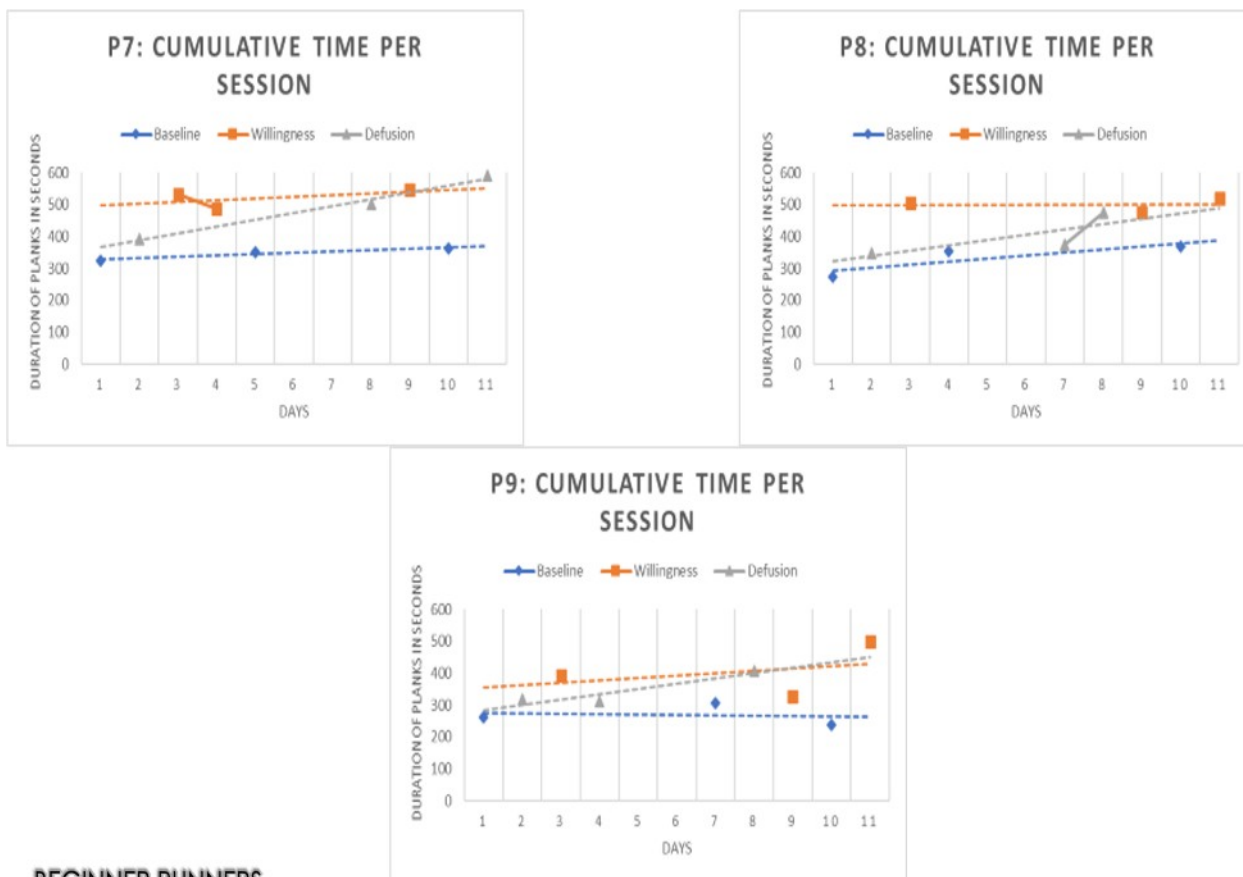 P7: CUMULATIVE TIME PER
SESSION
Baseline Willingness Defusion
DURATION OF PLANKS IN SECONDS
600
500
400
300
200
100
0
1 2 3 4 5 6 7 8 9 10 11
DAYS
P8: CUMULATIVE TIME PER
SESSION
Baseline Willingness Defusion
DURATION OF PLANKS IN SECONDS
600
500
400
300
200
100
0
1 2 3 4 5 6 7 8 9 10 11
DAYS
P9: CUMULATIVE TIME PER
SESSION
Baseline Willingness Defusion
DURATION OF PLANKS IN SECONDS
600
500
400
300
200
100
0
1 2 3 4 5 6 7 8 9 10 11
DAYS
BEGINNER RUNNERS